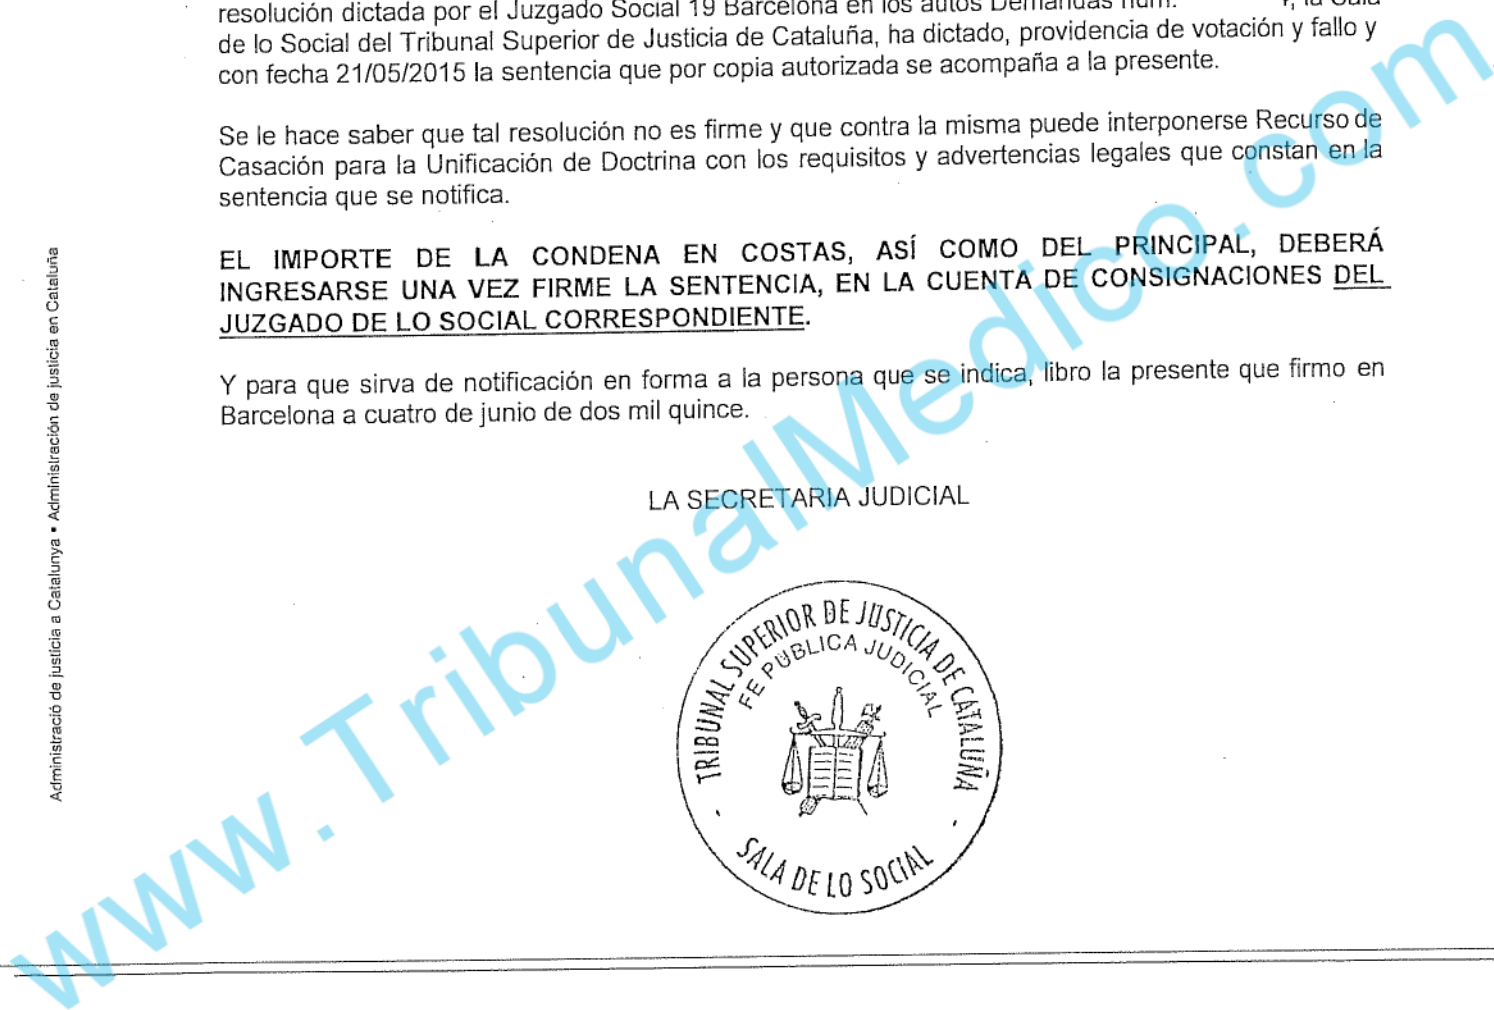 resolución dictada por el Juzgado Social 19 Barcelona en los autos Demandas núm. la Sala
de lo Social del Tribunal Superior de Justicia de Cataluña, ha dictado, providencia de votación y fallo y
con fecha 21/05/2015 la sentencia que por copia autorizada se acompaña a la presente.
Se le hace saber que tal resolución no es firme y que contra la misma puede interponerse Recurso de
Casación para la Unificación de Doctrina con los requisitos y advertencias legales que constan en la
sentencia que se notifica.
EL IMPORTE DE LA CONDENA EN COSTAS, ASÍ COMO DEL PRINCIPAL, DEBERÁ
INGRESARSE UNA VEZ FIRME LA SENTENCIA, EN LA CUENTA DE CONSIGNACIONES DEL
JUZGADO DE LO SOCIAL CORRESPONDIENTE.
Y para que sirva de notificación en forma a la persona que se indica, libro la presente que firmo en
Barcelona a cuatro de junio de dos mil quince.
LA SECRETARIA JUDICIAL
TRIBUNAL SUPERIOR DE JUSTICIA DE CATALUÑA
FE PUBLICA JUDICIAL
SALA DE LO SOCIAL
Administració de justícia a Catalunya • Administración de justicia en Cataluña
www.TribunalMedico.com